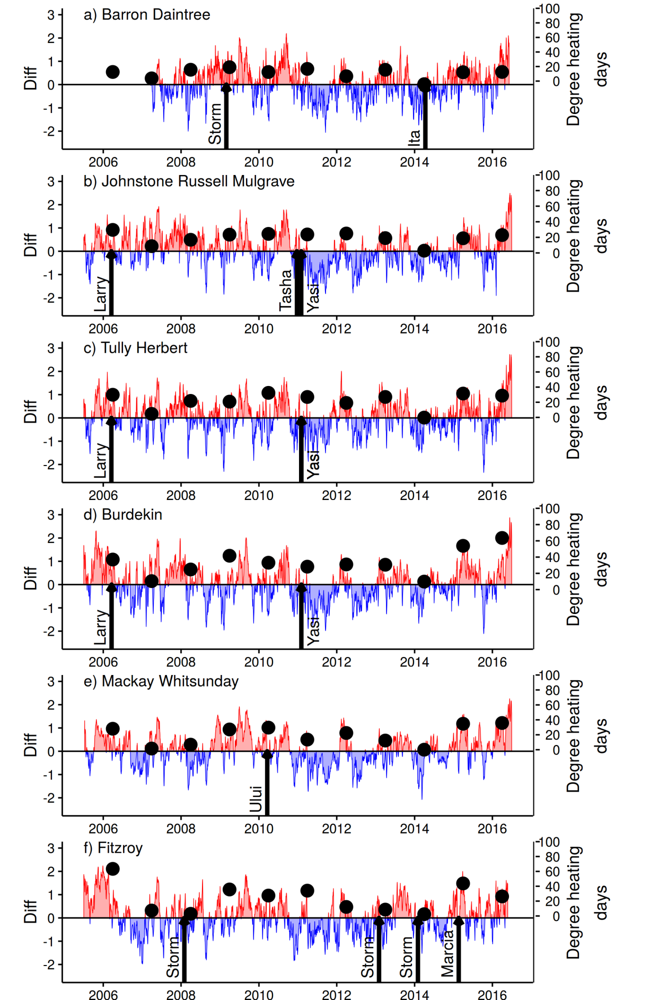 a) Barron Daintree
3
2
1
0
-1
-2
Diff
100
80
60
40
20
0
Degree heating
days
Storm
Ita
2006 2008 2010 2012 2014 2016
b) Johnstone Russell Mulgrave
3
2
1
0
-1
-2
Diff
100
80
60
40
20
0
Degree heating
days
Larry
Tasha
Yasi
2006 2008 2010 2012 2014 2016
c) Tully Herbert
3
2
1
0
-1
-2
Diff
100
80
60
40
20
0
Degree heating
days
Larry
Yasi
2006 2008 2010 2012 2014 2016
d) Burdekin
3
2
1
0
-1
-2
Diff
100
80
60
40
20
0
Degree heating
days
Larry
Yasi
2006 2008 2010 2012 2014 2016
e) Mackay Whitsunday
3
2
1
0
-1
-2
Diff
100
80
60
40
20
0
Degree heating
days
Ului
2006 2008 2010 2012 2014 2016
f) Fitzroy
3
2
1
0
-1
-2
Diff
100
80
60
40
20
0
Degree heating
days
Storm
Storm
Storm
Marcia
2006 2008 2010 2012 2014 2016